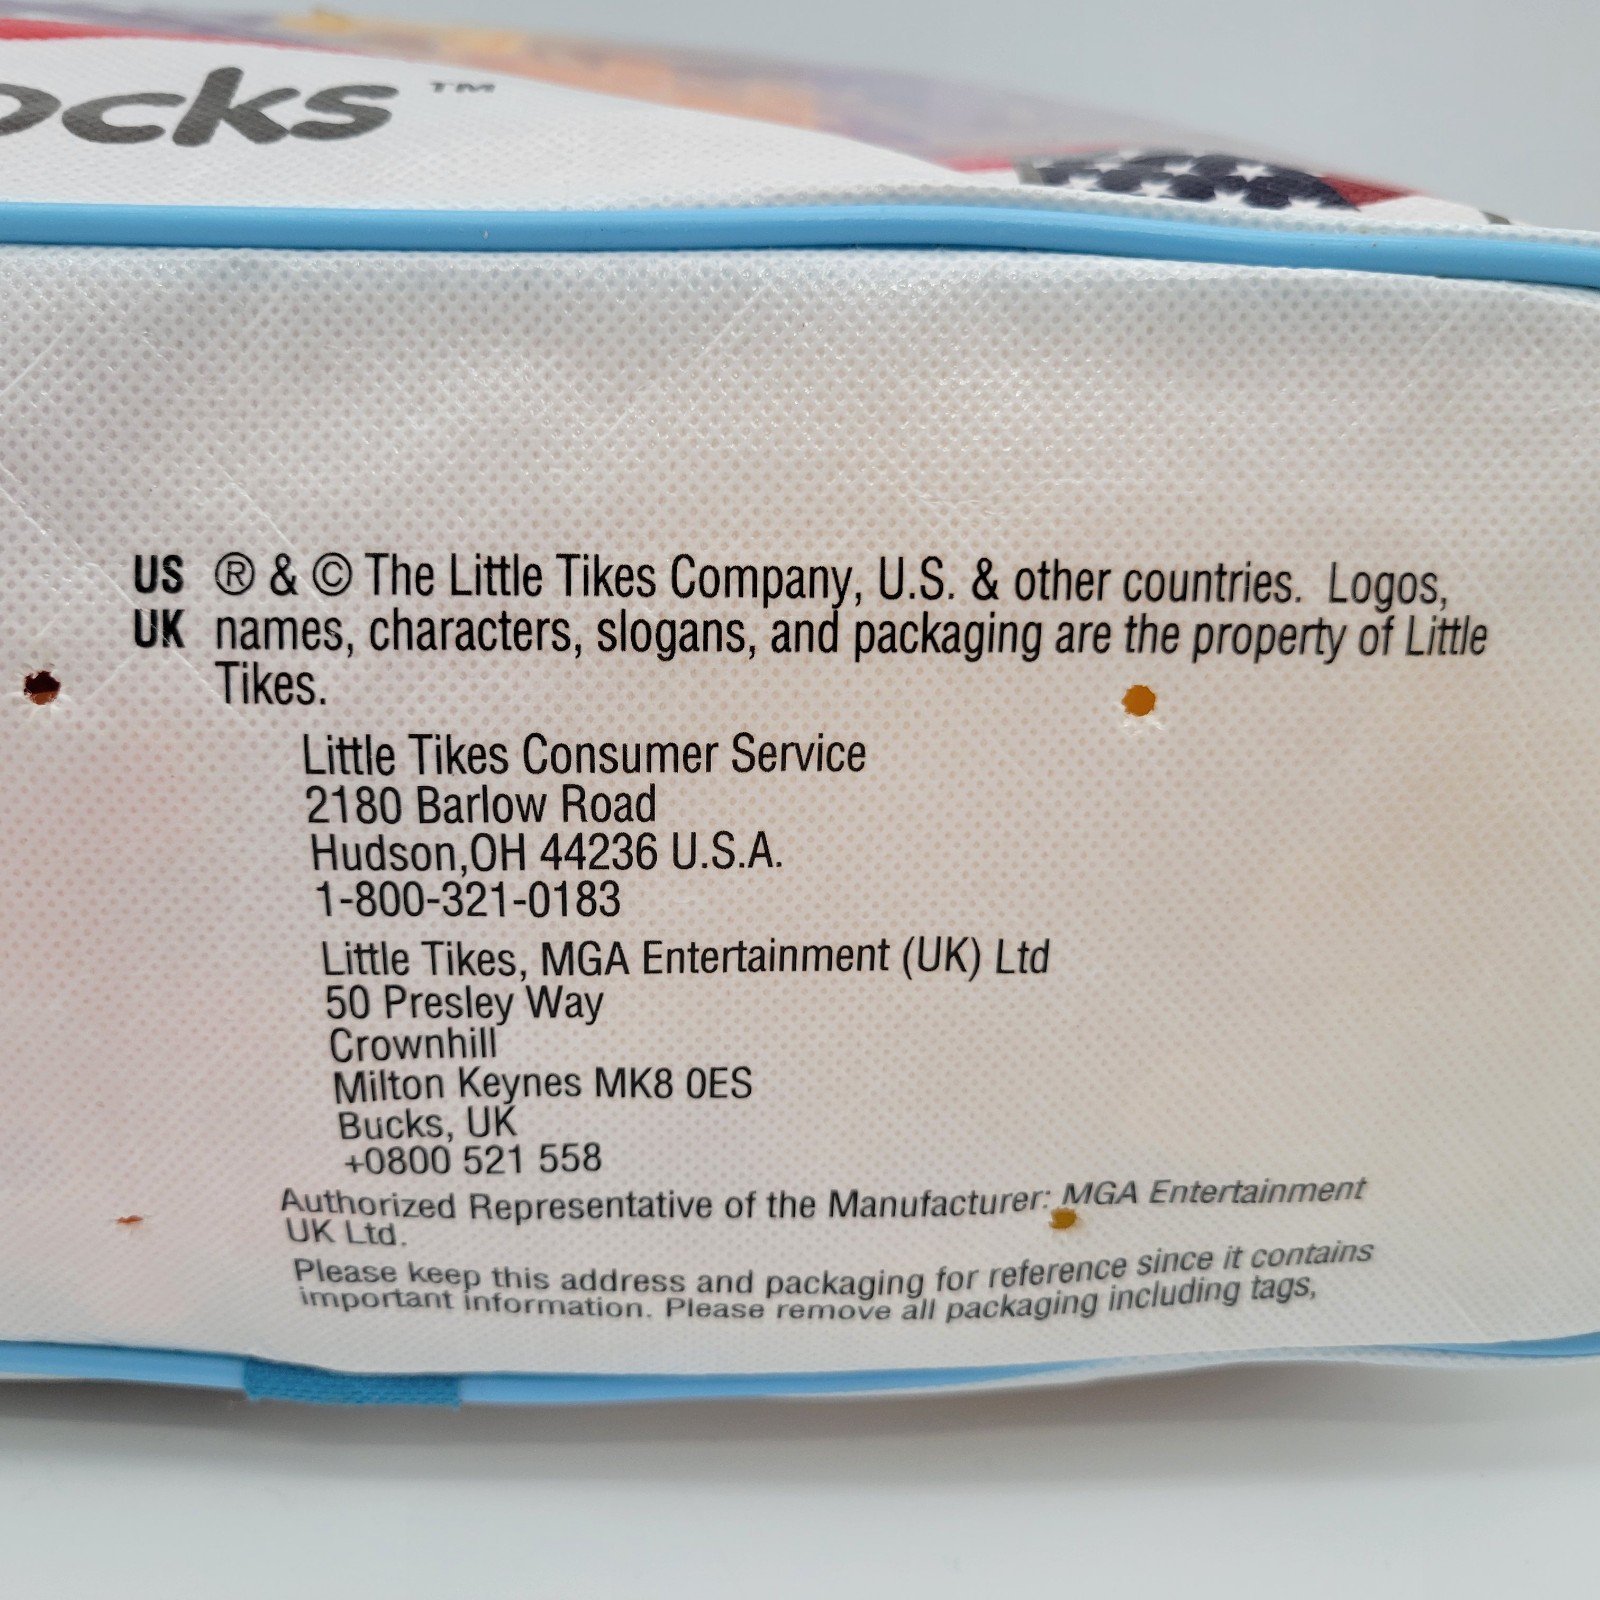 ocks™
US ® & © The Little Tikes Company, U.S. & other countries. Logos,
UK names, characters, slogans, and packaging are the property of Little
Tikes.
Little Tikes Consumer Service
2180 Barlow Road
Hudson,OH 44236 U.S.A.
1-800-321-0183
Little Tikes, MGA Entertainment (UK) Ltd
50 Presley Way
Crownhill
Milton Keynes MK8 0ES
Bucks, UK
+0800 521 558
Authorized Representative of the Manufacturer: MGA Entertainment
UK Ltd.
Please keep this address and packaging for reference since it contains
important information. Please remove all packaging including tags,